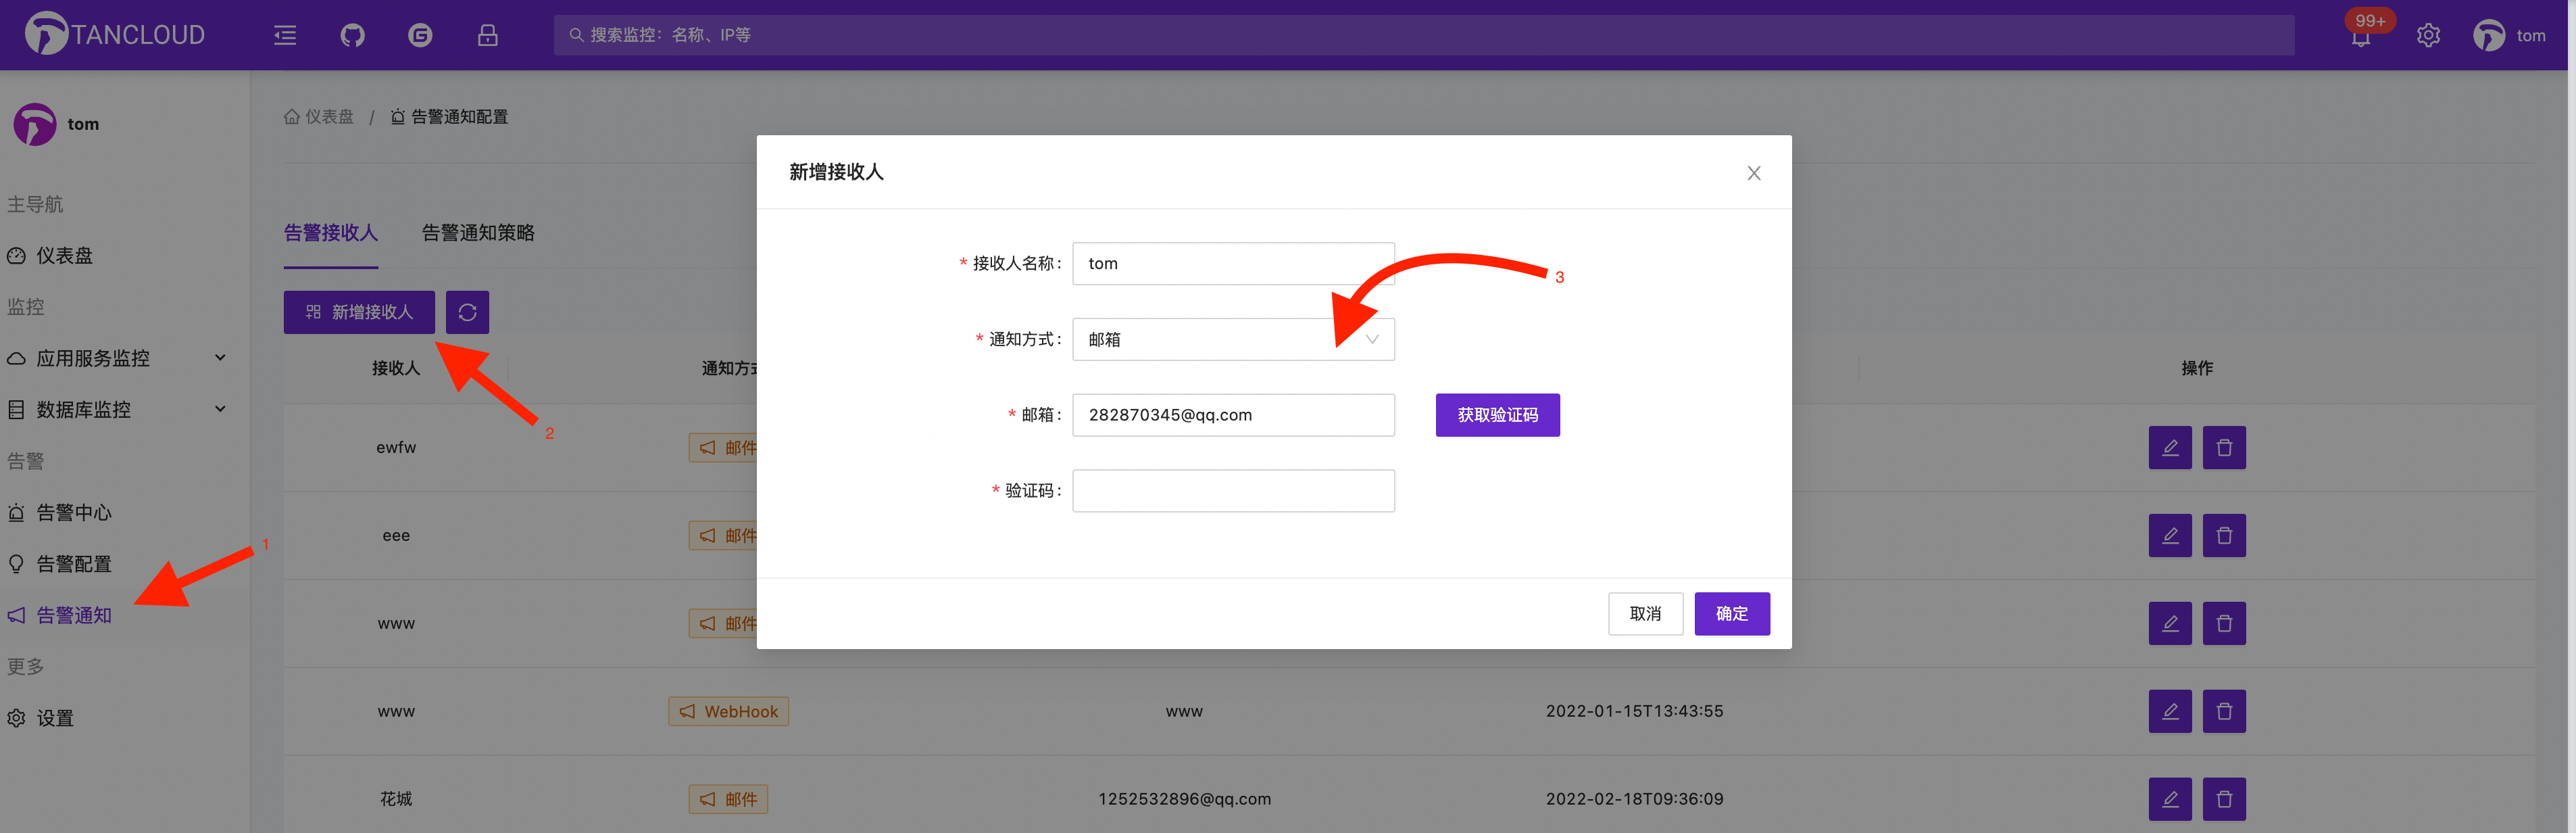 TANCLOUD
搜索监控：名称、IP等
99+
tom
tom
主导航
仪表盘
监控
应用服务监控
数据库监控
告警
告警中心
告警配置
告警通知
更多
设置
1
仪表盘 / 告警通知配置
告警接收人 告警通知策略
新增接收人
2
接收人 通知方式 操作
ewfw 邮件
eee 邮件
www 邮件
www WebHook www 2022-01-15T13:43:55
花城 邮件 1252532896@qq.com 2022-02-18T09:36:09
新增接收人
* 接收人名称： tom
3
* 通知方式： 邮箱
* 邮箱： 282870345@qq.com 获取验证码
* 验证码：
取消 确定